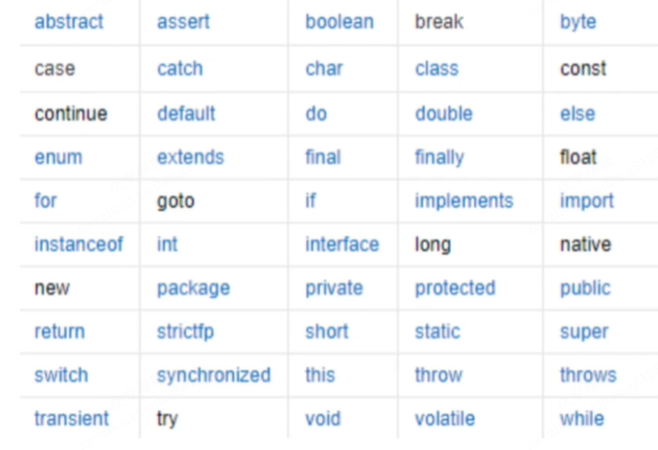 abstract assert boolean break byte
case catch char class const
continue default do double else
enum extends final finally float
for goto if implements import
instanceof int interface long native
new package private protected public
return strictfp short static super
switch synchronized this throw throws
transient try void volatile while